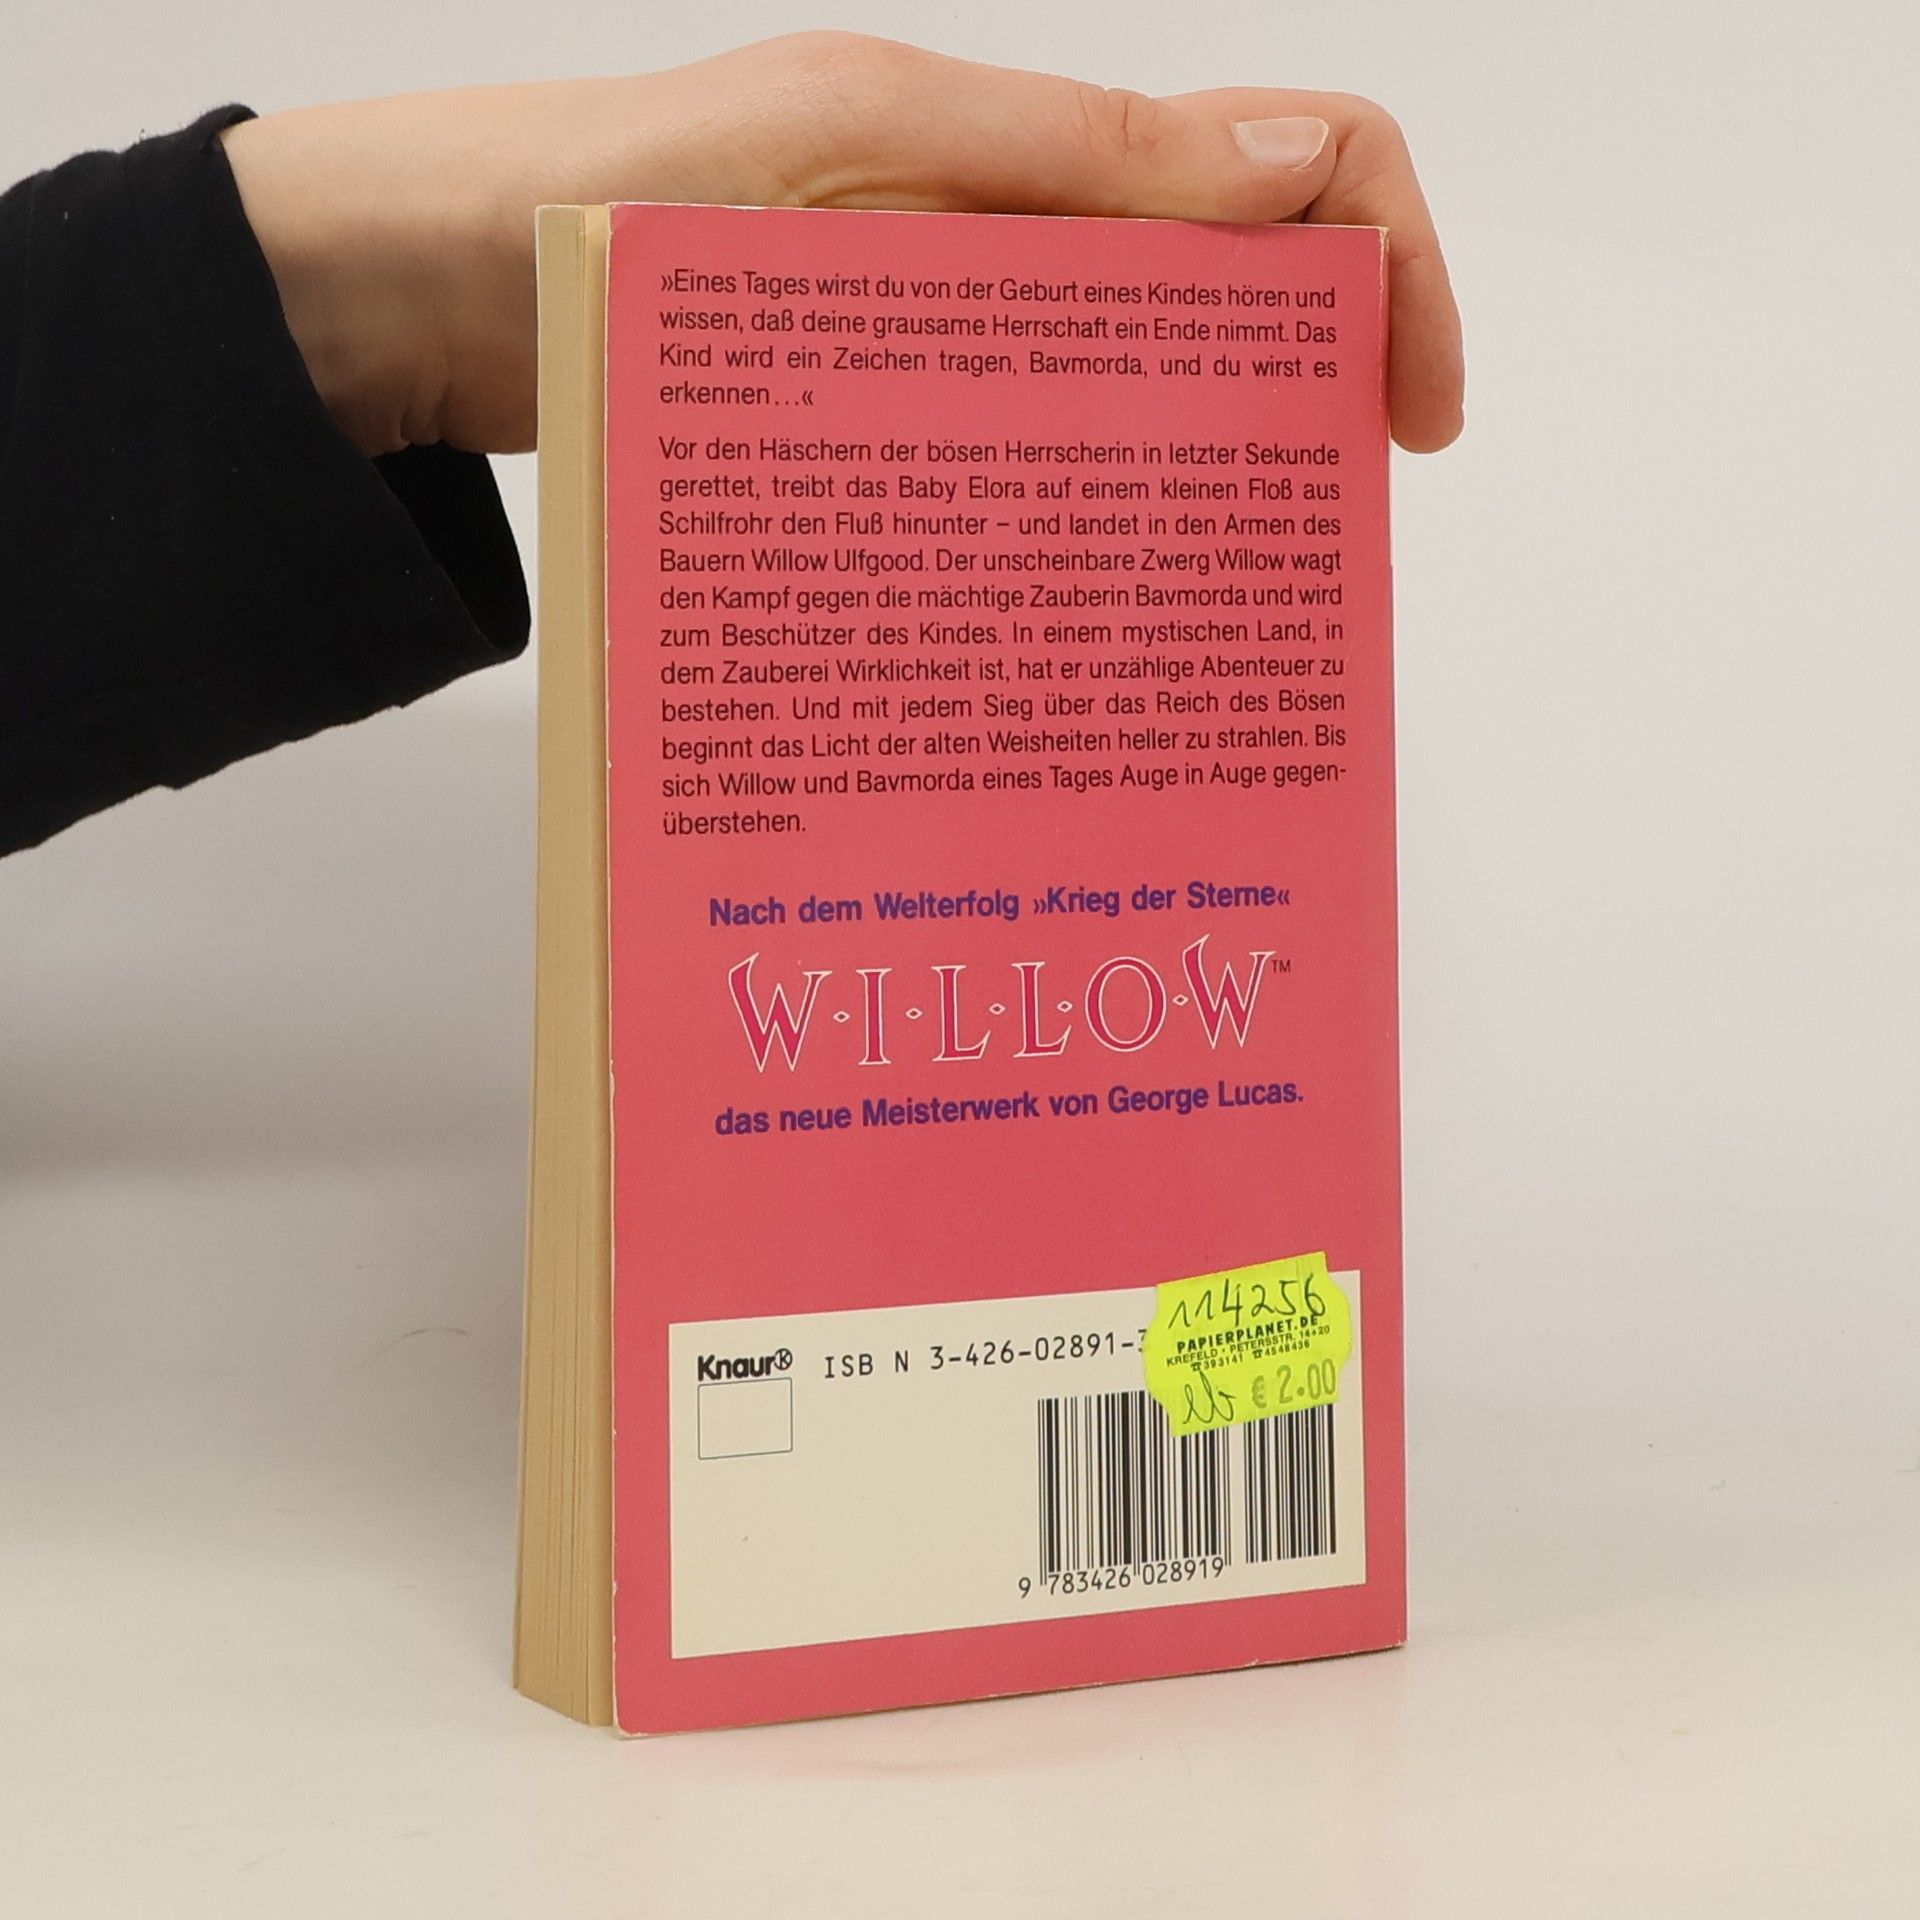 »Eines Tages wirst du von der Geburt eines Kindes hören und
wissen, daß deine grausame Herrschaft ein Ende nimmt. Das
Kind wird ein Zeichen tragen, Bavmorda, und du wirst es
erkennen...«
Vor den Häschern der bösen Herrscherin in letzter Sekunde
gerettet, treibt das Baby Elora auf einem kleinen Floß aus
Schilfrohr den Fluß hinunter – und landet in den Armen des
Bauern Willow Ulfgood. Der unscheinbare Zwerg Willow wagt
den Kampf gegen die mächtige Zauberin Bavmorda und wird
zum Beschützer des Kindes. In einem mystischen Land, in
dem Zauberei Wirklichkeit ist, hat er unzählige Abenteuer zu
bestehen. Und mit jedem Sieg über das Reich des Bösen
beginnt das Licht der alten Weisheiten heller zu strahlen. Bis
sich Willow und Bavmorda eines Tages Auge in Auge gegen-
überstehen.
Nach dem Welterfolg »Krieg der Sterne«
W·I·L·L·O·W™
das neue Meisterwerk von George Lucas.
114256
PAPIERPLANET.DE
KREFELD · PETERSSTR. 14+20
☎393141 ☎4548436
€ 2.00
Knaur®
ISBN 3-426-02891-
9 783426 028919